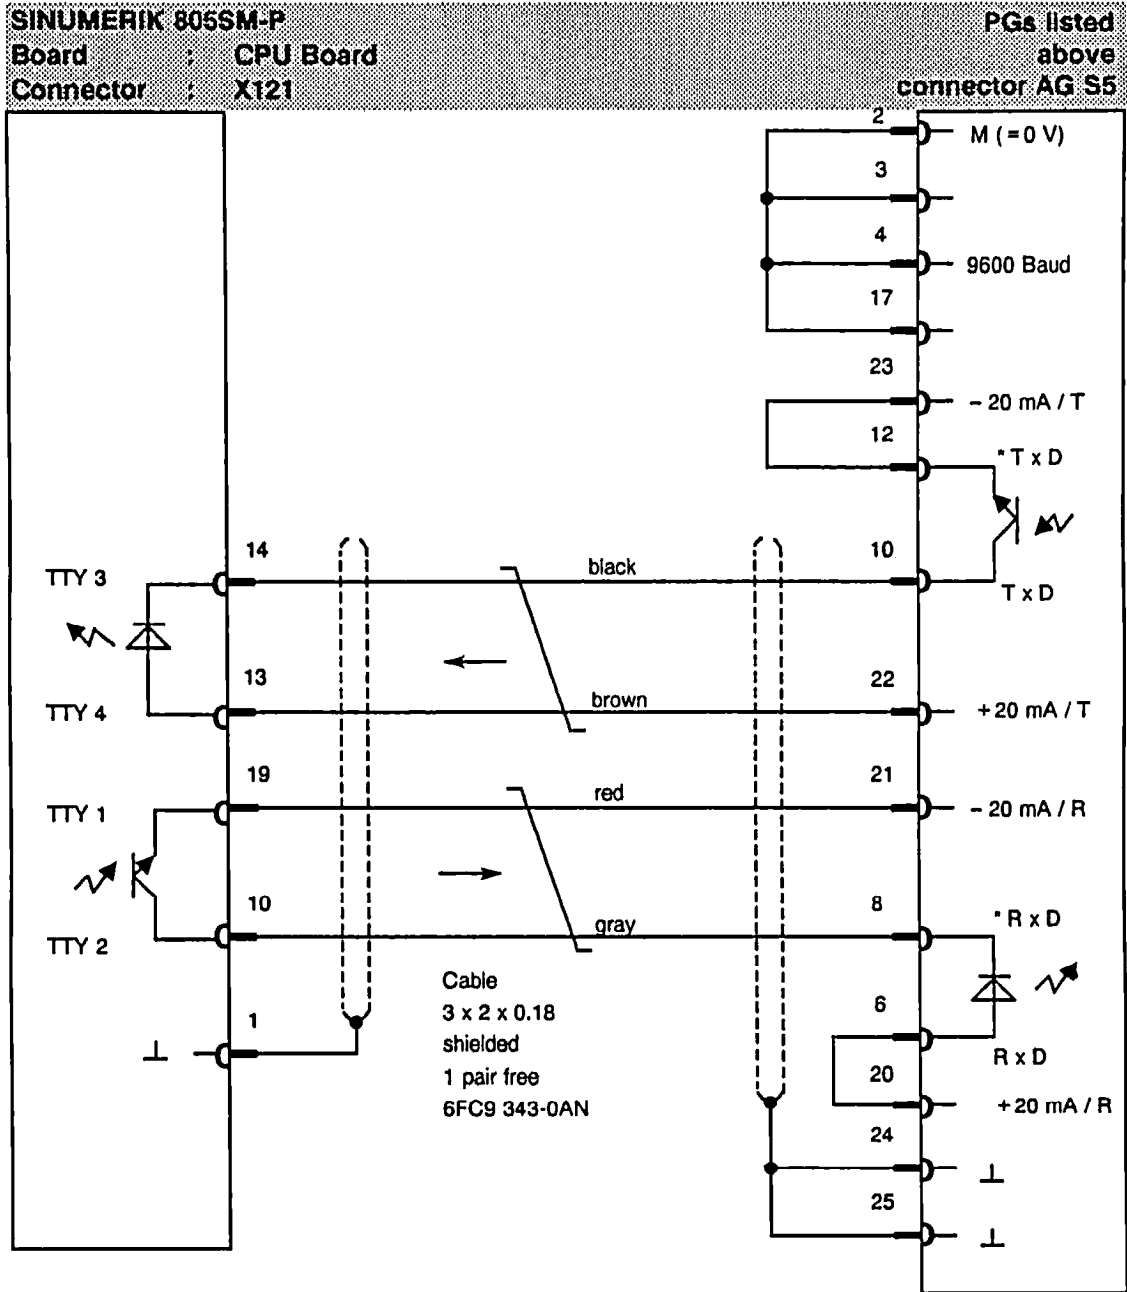 SINUMERIK 805SM-P
Board : CPU Board
Connector : X121
PGs listed
above
connector AG S5
2
M (=0 V)
3
4
9600 Baud
17
23
- 20 mA / T
12
* T x D
14
TTY 3
black
10
T x D
13
TTY 4
brown
22
+20 mA / T
19
TTY 1
red
21
- 20 mA / R
10
TTY 2
gray
8
* R x D
Cable
3 x 2 x 0.18
shielded
1 pair free
6FC9 343-0AN
1
⊥
6
R x D
20
+20 mA / R
24
⊥
25
⊥